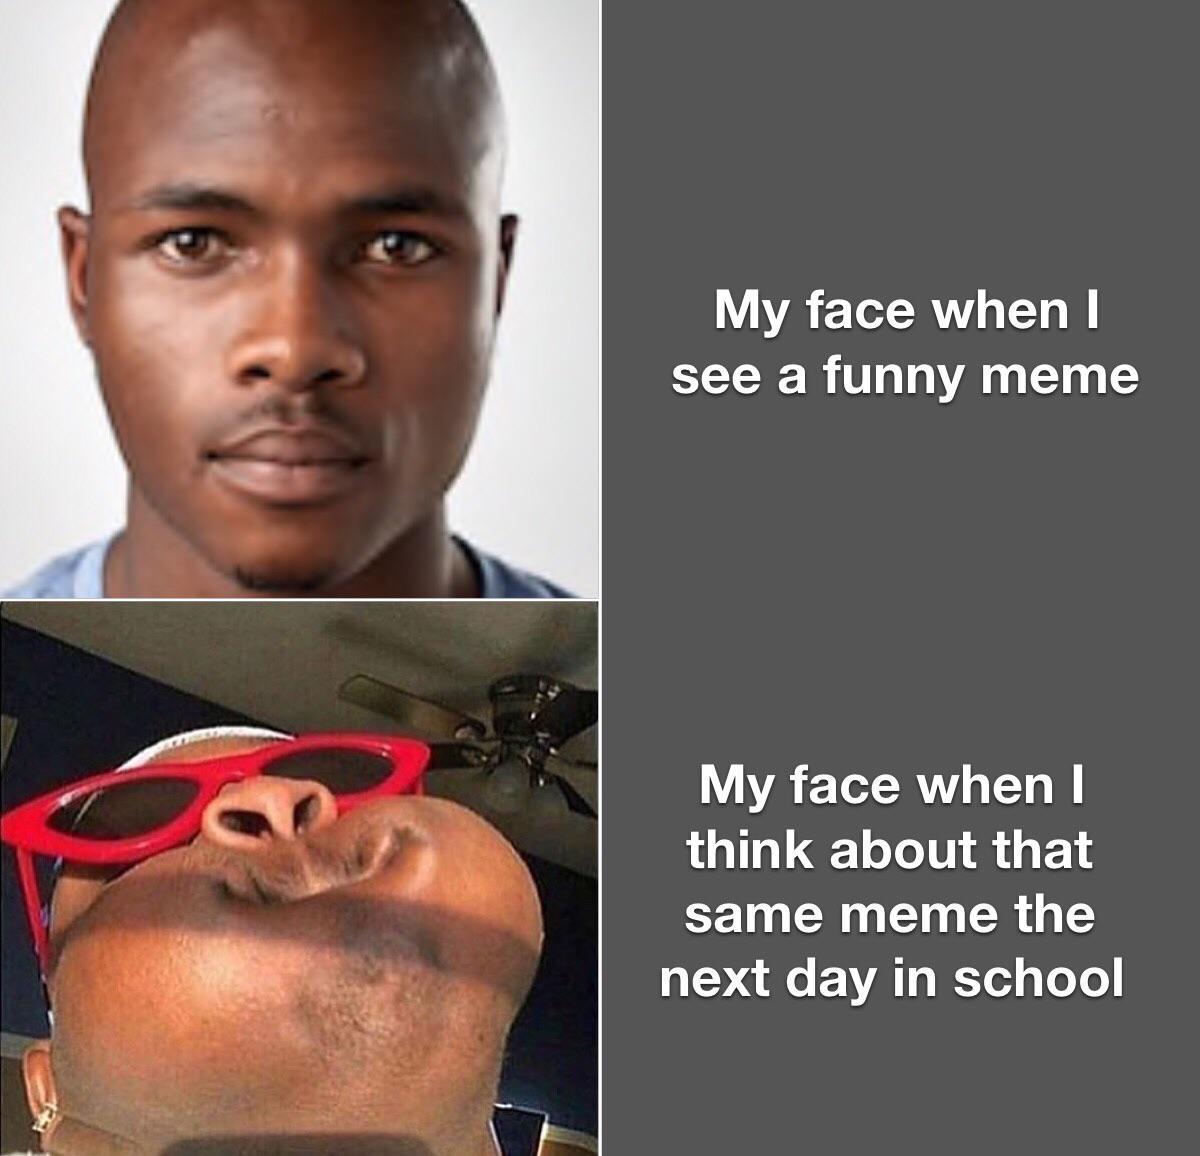 My face when I
see a funny meme
My face when I
think about that
same meme the
next day in school